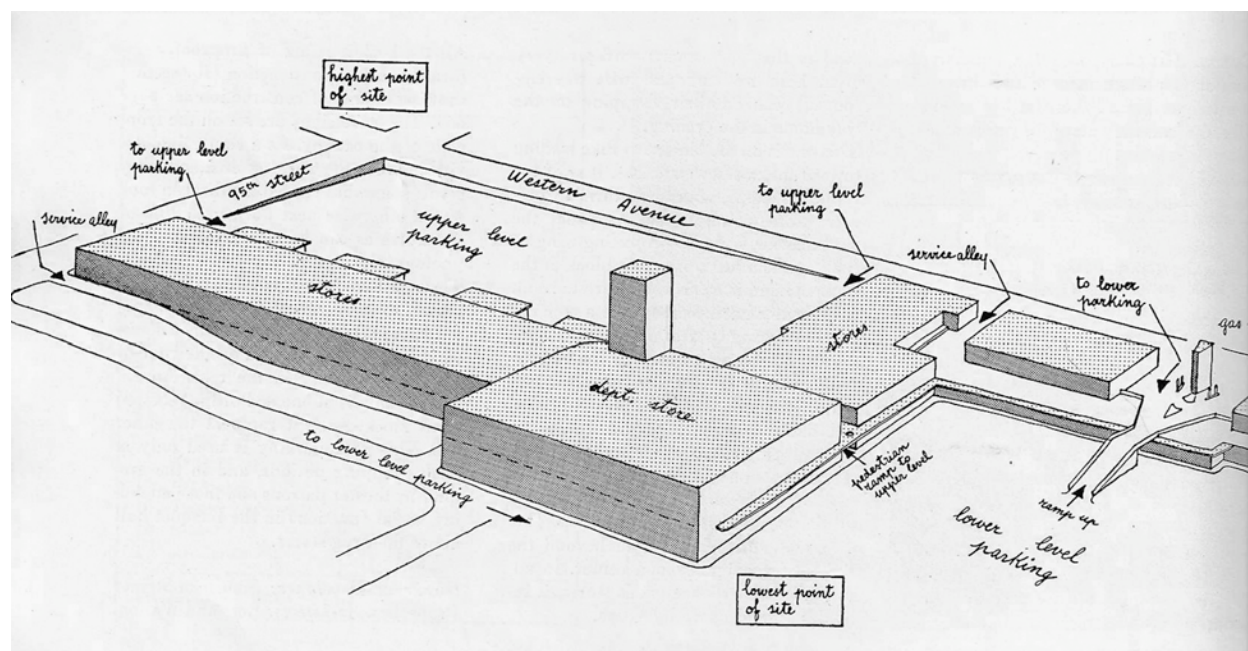 highest point
of site
to upper level
parking
95th street
Western
Avenue
to upper level
parking
service alley
upper level
parking
service alley
to lower
parking
gas
stores
stores
dept. store
to lower level
parking
pedestrian
ramp to
upper level
ramp up
lower level
parking
lowest point
of site